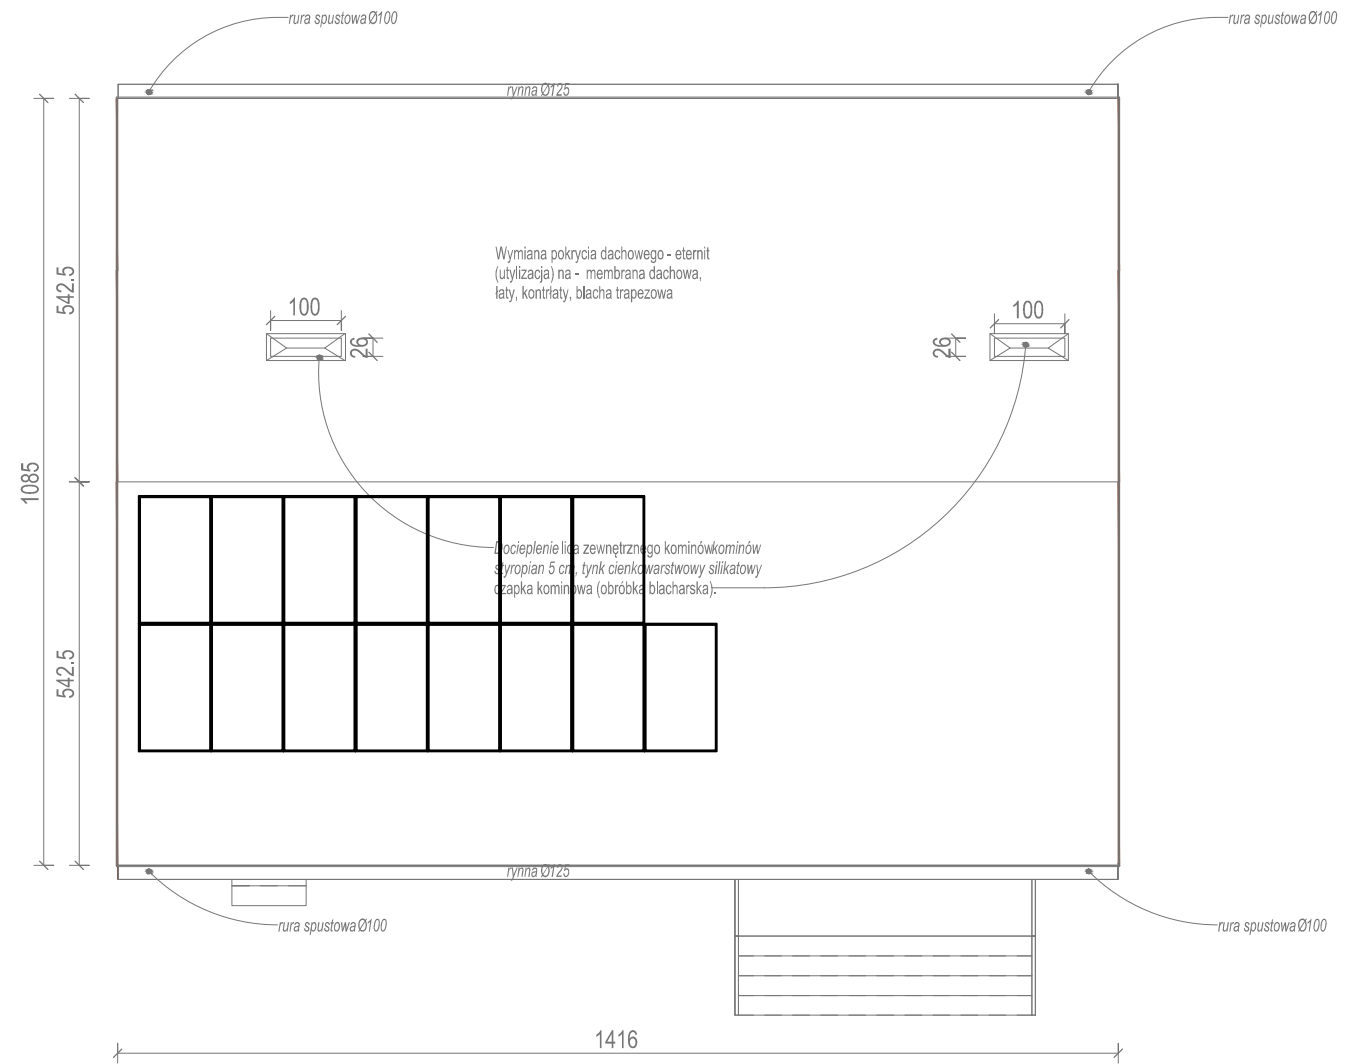 rura spustowa Ø100
rura spustowa Ø100
rynna Ø125
Wymiana pokrycia dachowego - eternit
(utylizacja) na - membrana dachowa,
łaty, kontrłaty, blacha trapezowa
542.5
100
26
100
26
1085
Docieplenie lica zewnętrznego kominów kominów
styropian 5 cm, tynk cienkowarstwowy silikatowy
czapka kominowa (obróbka blacharska).
542.5
rynna Ø125
rura spustowa Ø100
rura spustowa Ø100
1416